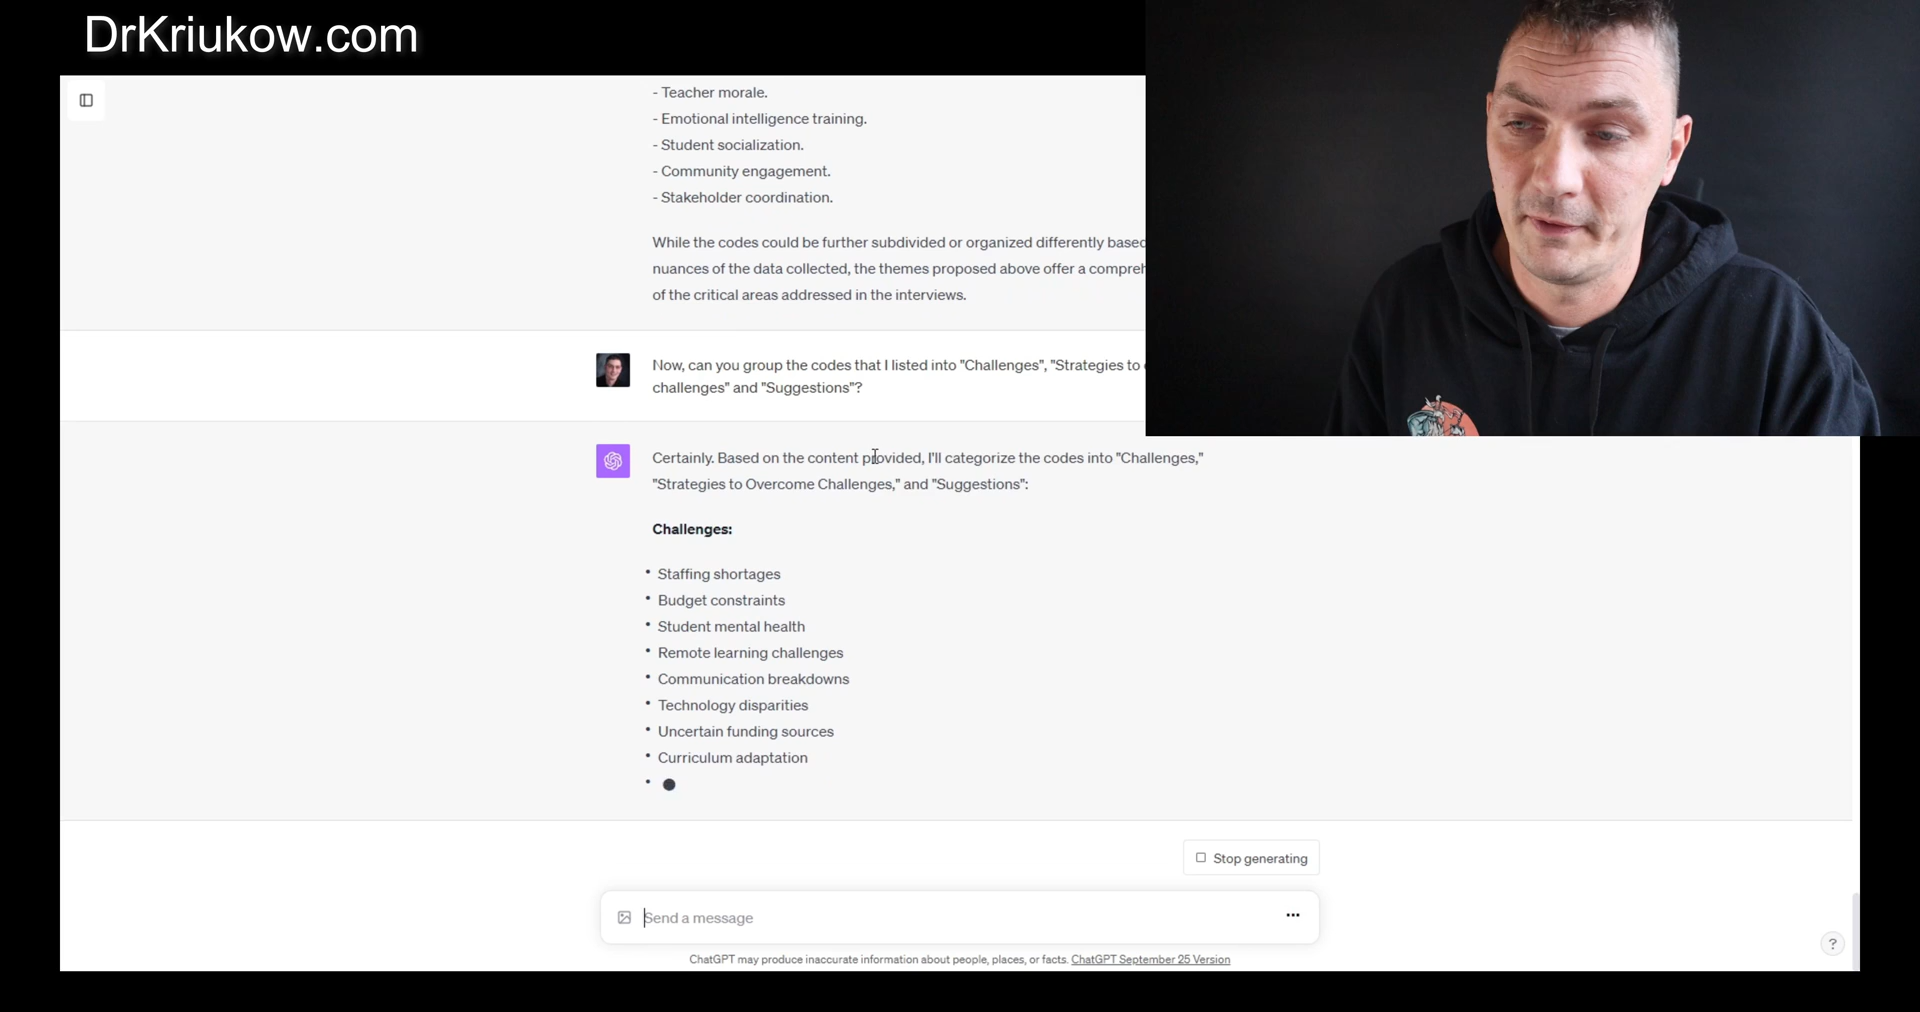 DrKriukow.com
- Teacher morale.
- Emotional intelligence training.
- Student socialization.
- Community engagement.
- Stakeholder coordination.
While the codes could be further subdivided or organized differently based
nuances of the data collected, the themes proposed above offer a
of the critical areas addressed in the interviews.
Now, can you group the codes that I listed into "Challenges", "Strategies to
challenges" and "Suggestions"?
Certainly. Based on the content provided, I'll categorize the codes into "Challenges,"
"Strategies to Overcome Challenges," and "Suggestions":
Challenges:
• Staffing shortages
• Budget constraints
• Student mental health
• Remote learning challenges
• Communication breakdowns
• Technology disparities
• Uncertain funding sources
• Curriculum adaptation
•
Stop generating
Send a message
ChatGPT may produce inaccurate information about people, places, or facts. ChatGPT September 25 Version
?